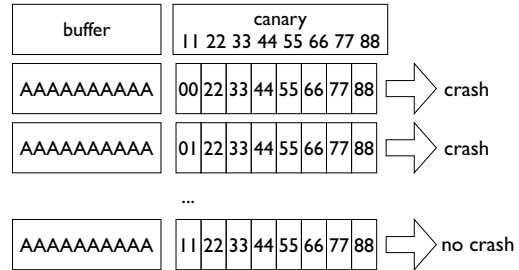 buffer
canary
11 22 33 44 55 66 77 88
AAAAAAAAAA 00 22 33 44 55 66 77 88 crash
AAAAAAAAAA 01 22 33 44 55 66 77 88 crash
...
AAAAAAAAAA 11 22 33 44 55 66 77 88 no crash